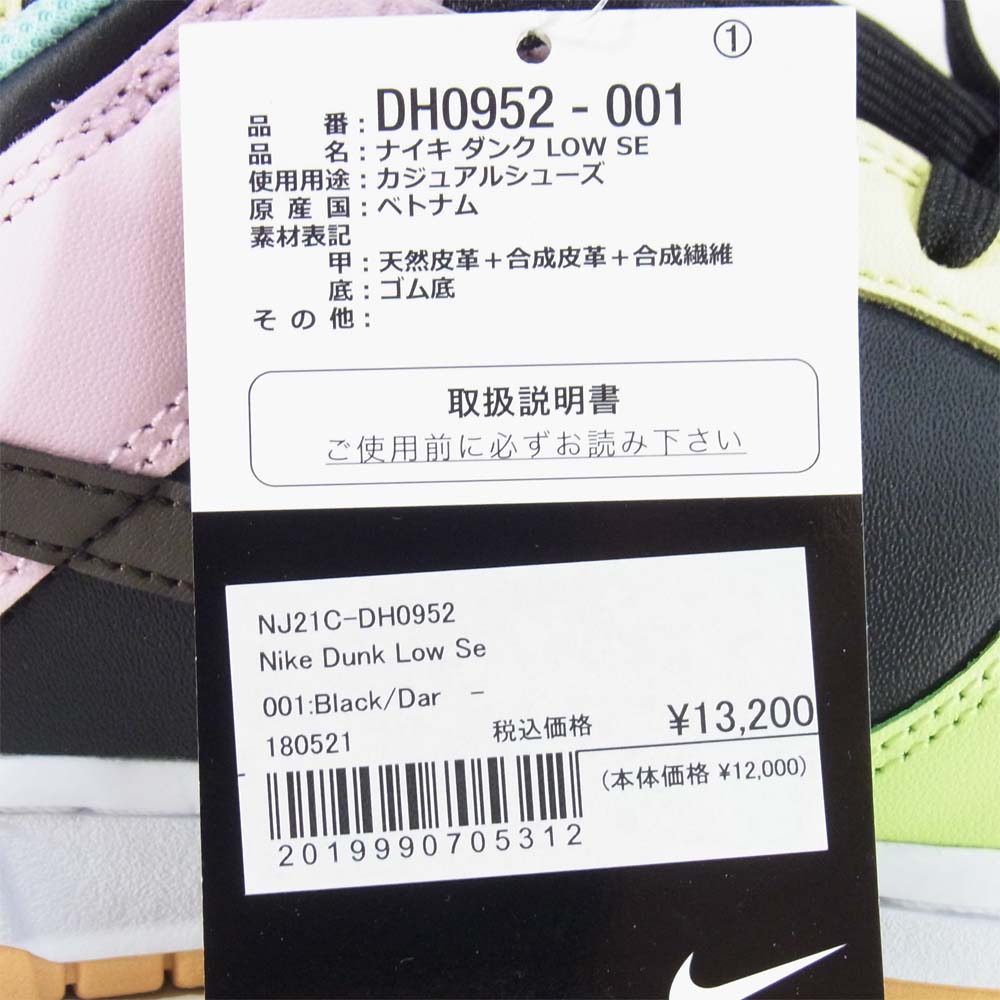 ①
品番：DH0952 - 001
品名：ナイキ ダンク LOW SE
使用用途：カジュアルシューズ
原産国：ベトナム
素材表記
甲：天然皮革＋合成皮革＋合成繊維
底：ゴム底
その他：
取扱説明書
ご使用前に必ずお読み下さい
NJ21C-DH0952
Nike Dunk Low Se
001:Black/Dar -
180521 税込価格 ¥13,200
(本体価格 ¥12,000)
2019990705312